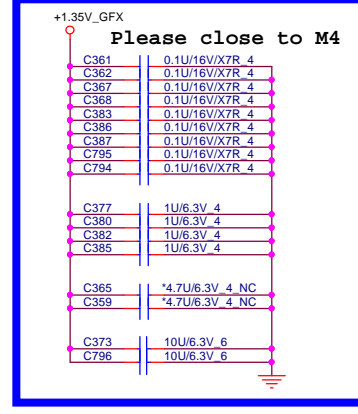 +1.35V_GFX
Please close to M4
C361 0.1U/16V/X7R_4
C362 0.1U/16V/X7R_4
C367 0.1U/16V/X7R_4
C368 0.1U/16V/X7R_4
C383 0.1U/16V/X7R_4
C386 0.1U/16V/X7R_4
C387 0.1U/16V/X7R_4
C795 0.1U/16V/X7R_4
C794 0.1U/16V/X7R_4
C377 1U/6.3V_4
C380 1U/6.3V_4
C382 1U/6.3V_4
C385 1U/6.3V_4
C365 *4.7U/6.3V_4_NC
C359 *4.7U/6.3V_4_NC
C373 10U/6.3V_6
C796 10U/6.3V_6